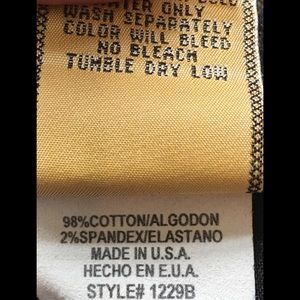 WATER ONLY
WASH SEPARATELY
COLOR WILL BLEED
NO BLEACH
TUMBLE DRY LOW
98%COTTON/ALGODON
2%SPANDEX/ELASTANO
MADE IN U.S.A.
HECHO EN E.U.A.
STYLE# 1229B